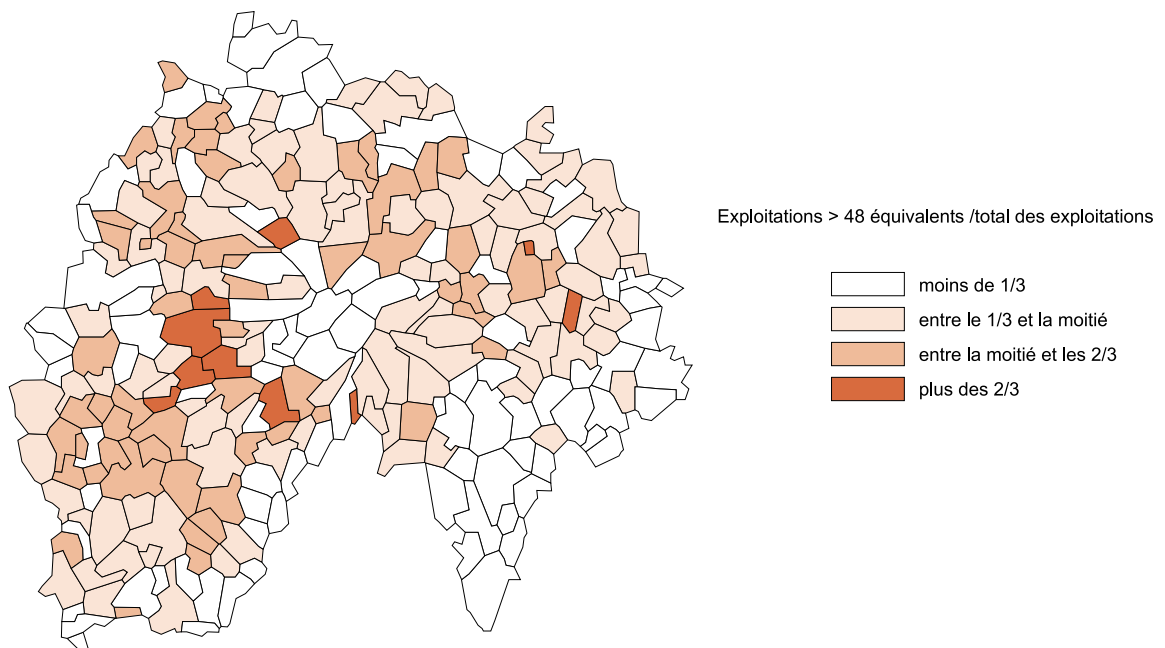 Exploitations > 48 équivalents /total des exploitations
moins de 1/3
entre le 1/3 et la moitié
entre la moitié et les 2/3
plus des 2/3